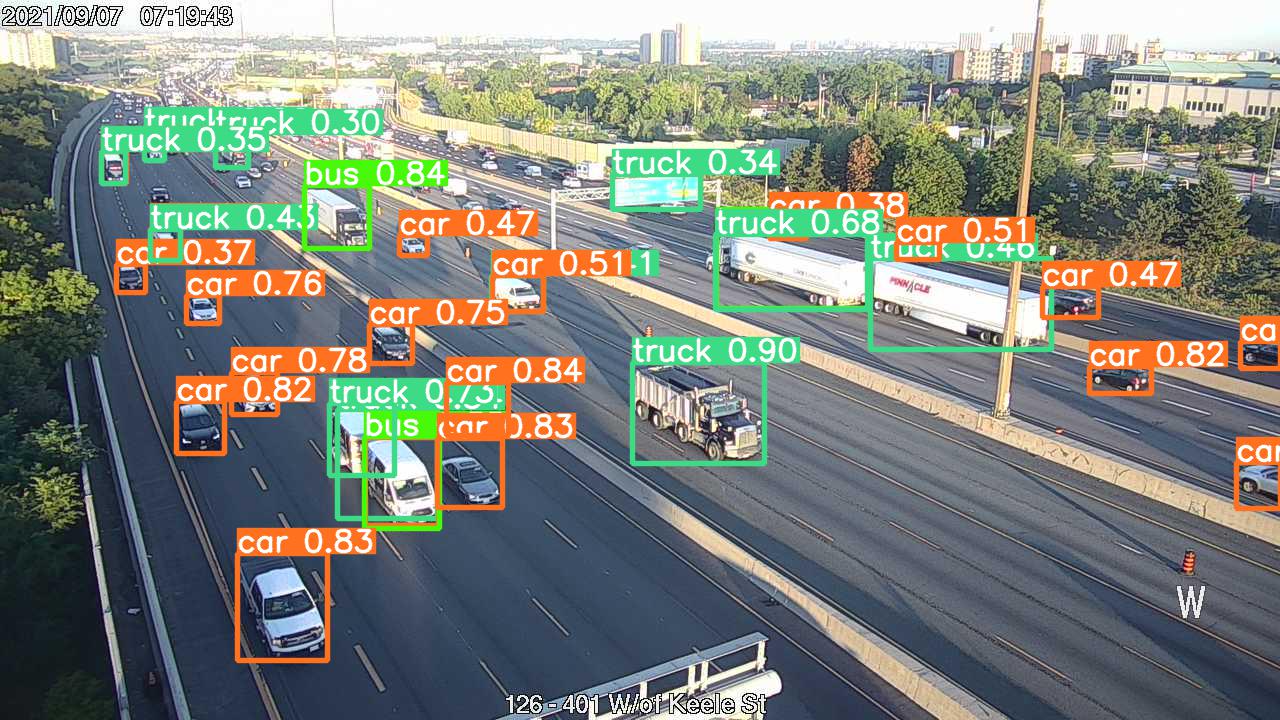 2021/09/07 07:19:43
truck 0.30
truck 0.35
bus 0.84
truck 0.34
truck 0.43
car 0.47
car 0.38
truck 0.68
car 0.51
truck 0.46
car 0.37
car 0.51
car 0.47
car 0.76
car 0.75
car 0.78
car 0.84
truck 0.90
car 0.82
car 0.82
truck 0.73
bus
car 0.83
car 0.83
PINNACLE
W
126 - 401 W/of Keele St